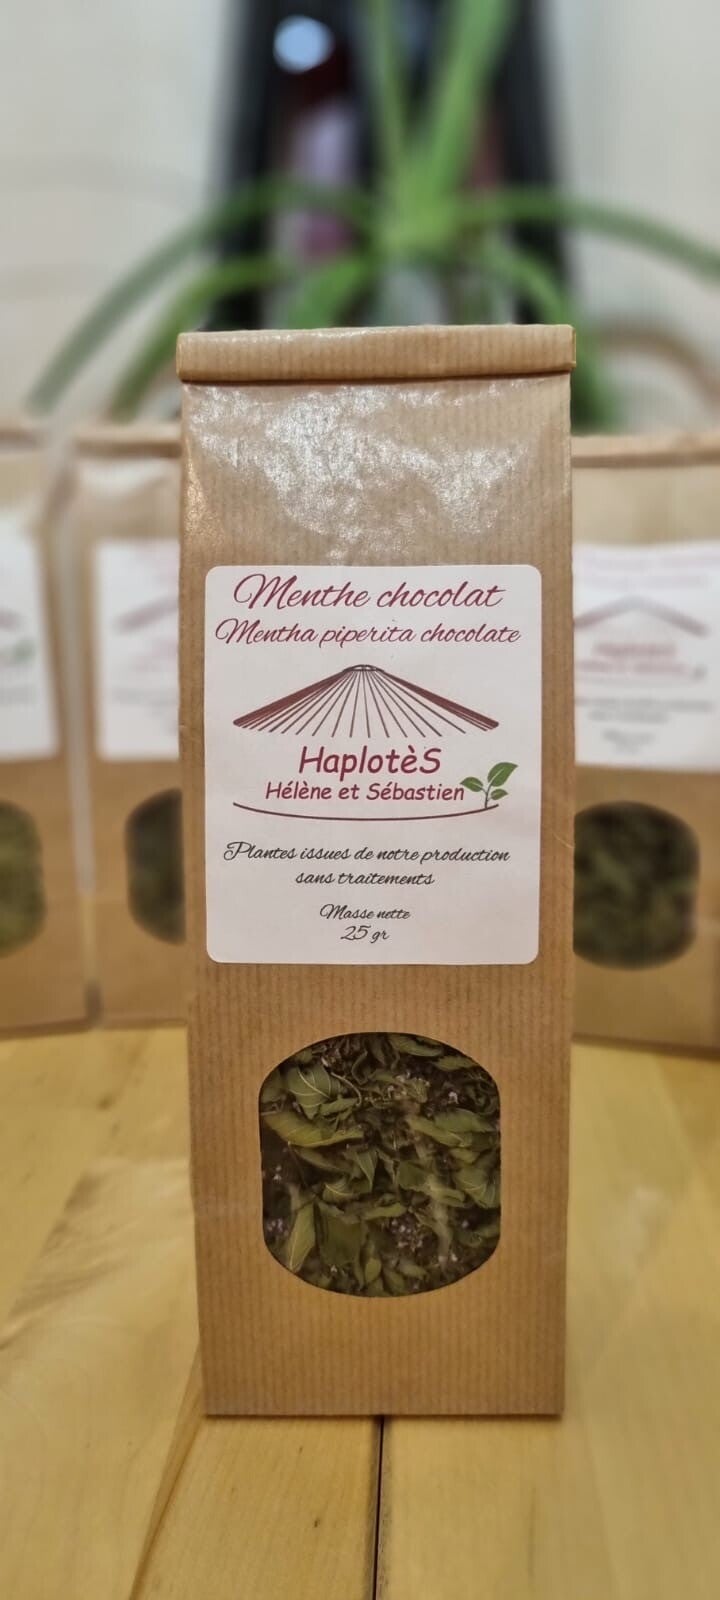 Menthe chocolat
Mentha piperita chocolate
HaplotèS
Hélène et Sébastien
Plantes issues de notre production
sans traitements
Masse nette
25 gr